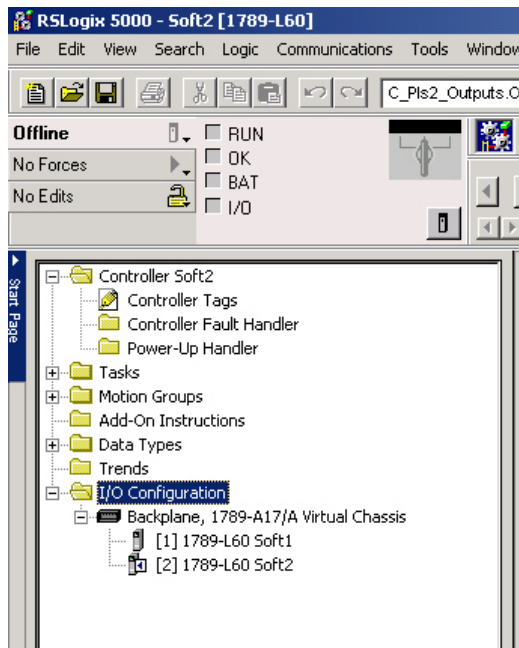 RSLogix 5000 - Soft2 [1789-L60]
File Edit View Search Logic Communications Tools Window
C_Pls2_Outputs.O
Offline
RUN
No Forces
OK
No Edits
BAT
I/O
Start Page
Controller Soft2
Controller Tags
Controller Fault Handler
Power-Up Handler
Tasks
Motion Groups
Add-On Instructions
Data Types
Trends
I/O Configuration
Backplane, 1789-A17/A Virtual Chassis
[1] 1789-L60 Soft1
[2] 1789-L60 Soft2